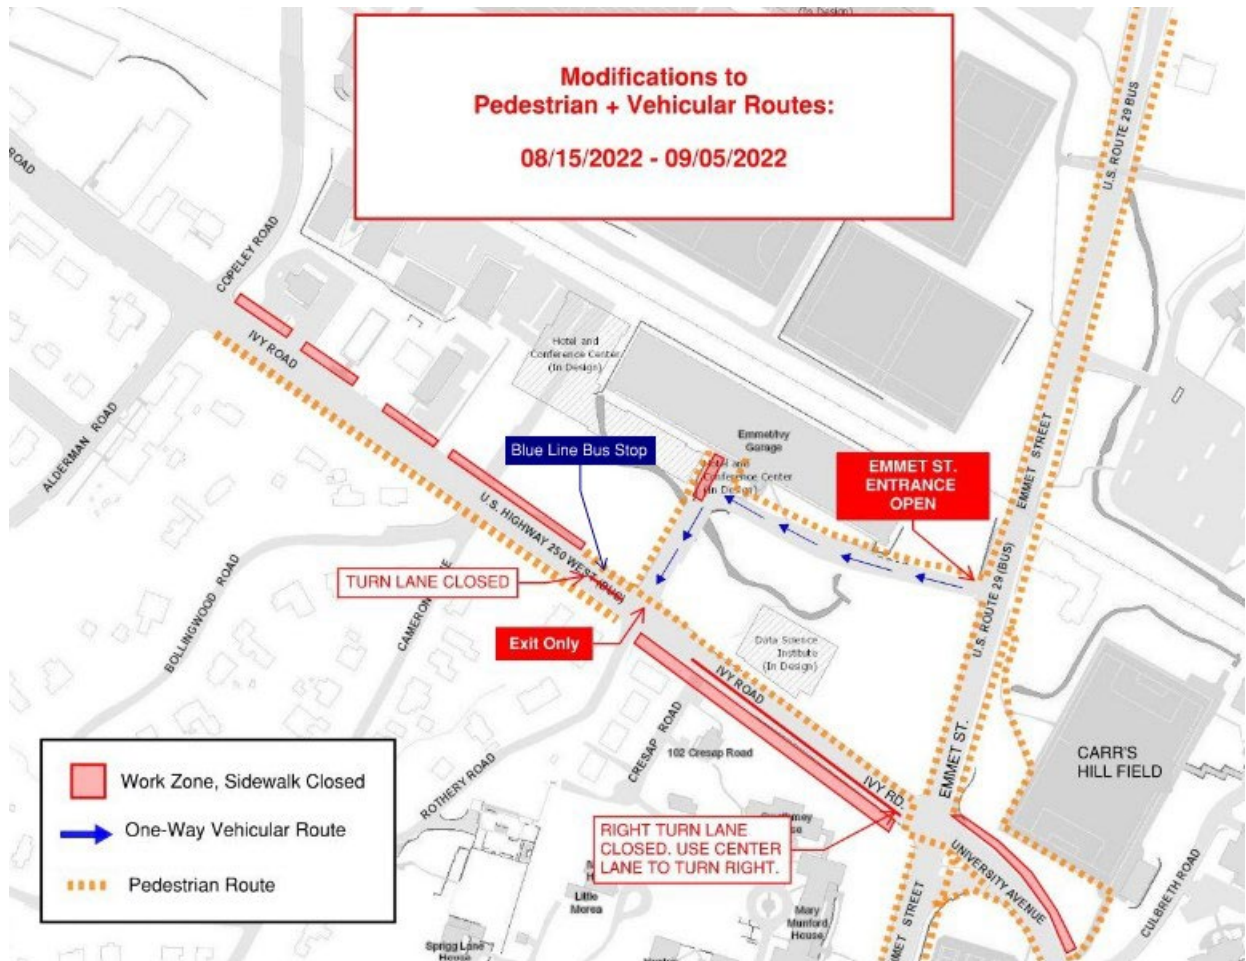 (In Design)
Modifications to
Pedestrian + Vehicular Routes:
08/15/2022 - 09/05/2022
ROAD
COPELEY ROAD
U.S. ROUTE 29 BUS
IVY ROAD
ALDERMAN ROAD
Hotel and
Conference Center
(In Design)
Emmet/Ivy
Garage
Blue Line Bus Stop
Hotel and
Conference Center
(In Design)
EMMET ST.
ENTRANCE
OPEN
EMMET STREET
U.S. HIGHWAY 250 WEST (BUS)
TURN LANE CLOSED
BOLLINGWOOD ROAD
CAMERON
U.S. ROUTE 29 (BUS)
Exit Only
Data Science
Institute
(In Design)
IVY ROAD
CRESAP ROAD
102 Cresap Road
ROTHERY ROAD
IVY RD.
EMMET ST.
CARR'S
HILL FIELD
Work Zone, Sidewalk Closed
One-Way Vehicular Route
Pedestrian Route
RIGHT TURN LANE
CLOSED. USE CENTER
LANE TO TURN RIGHT.
UNIVERSITY AVENUE
CULBRETH ROAD
Little
Morea
Mary
Munford
House
Sprigg Lane
House
EMMET STREET